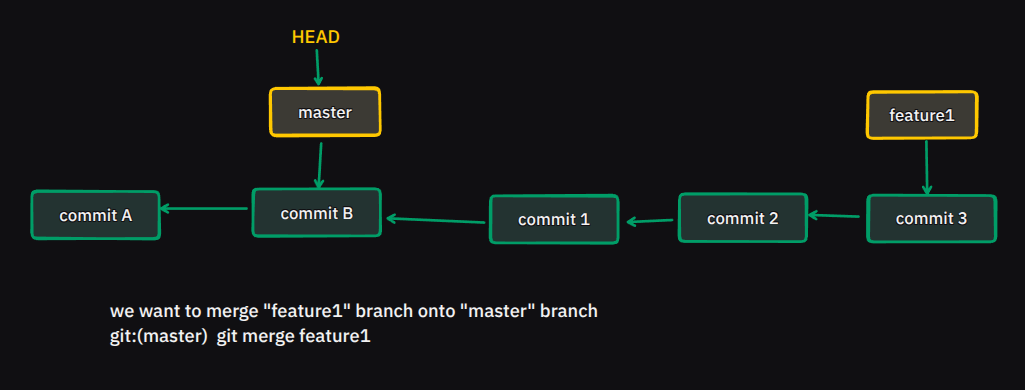 HEAD
master
feature1
commit A
commit B
commit 1
commit 2
commit 3
we want to merge "feature1" branch onto "master" branch
git:(master)  git merge feature1